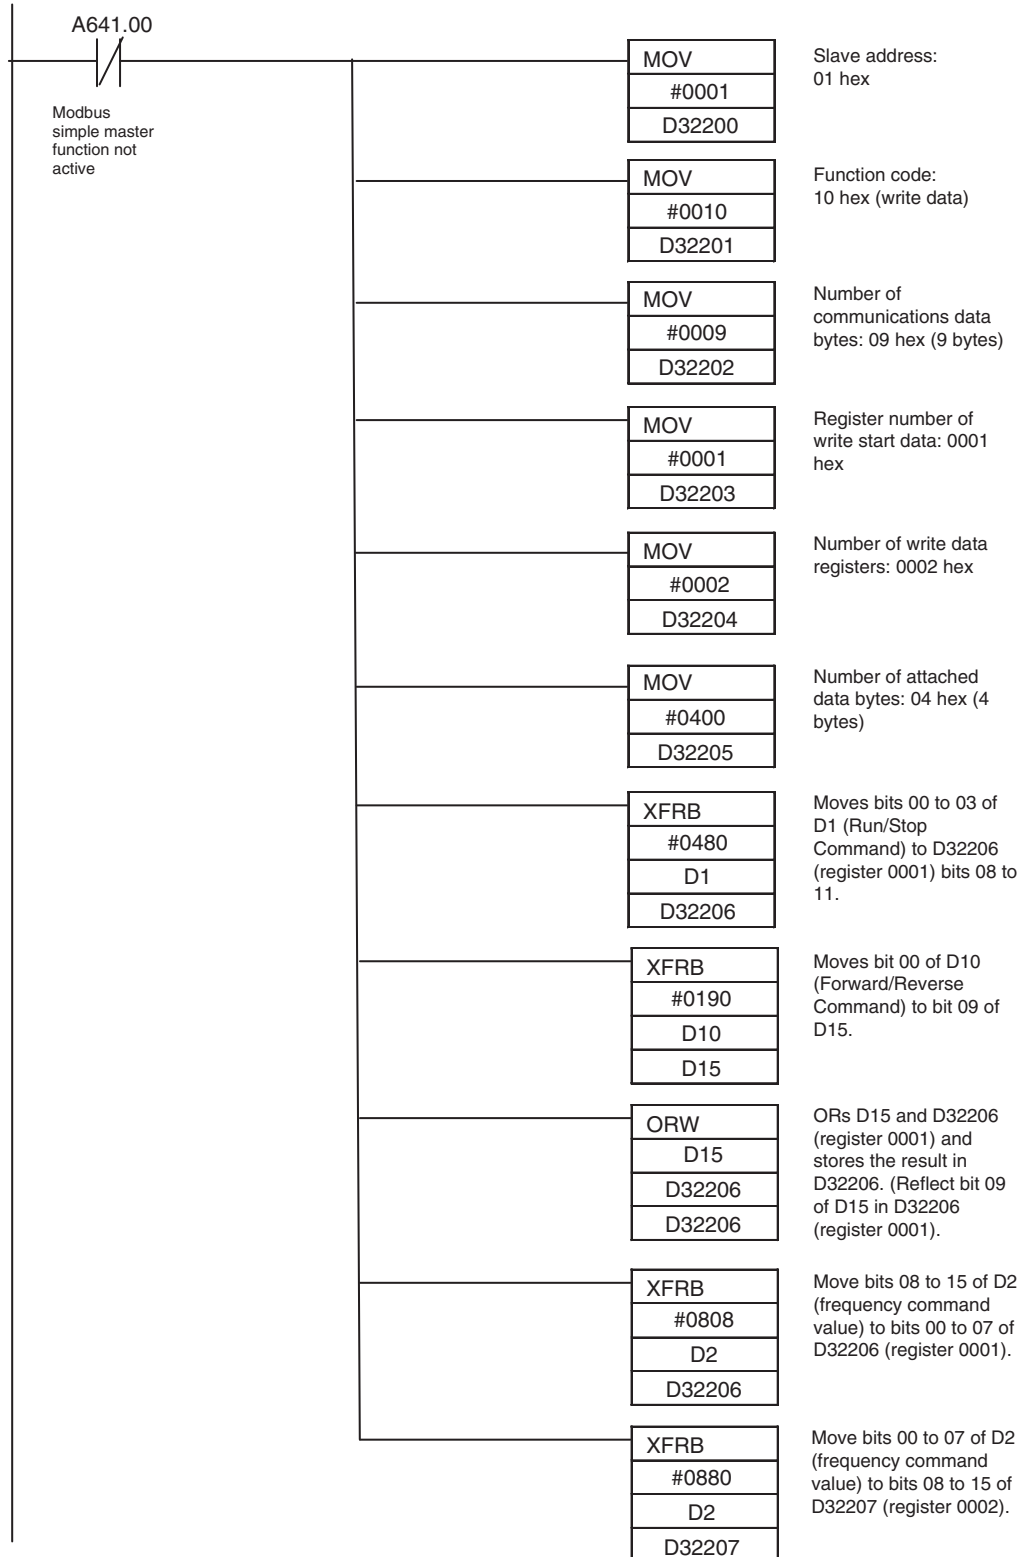 A641.00
Modbus
simple master
function not
active
MOV
#0001
D32200
Slave address:
01 hex
MOV
#0010
D32201
Function code:
10 hex (write data)
MOV
#0009
D32202
Number of
communications data
bytes: 09 hex (9 bytes)
MOV
#0001
D32203
Register number of
write start data: 0001
hex
MOV
#0002
D32204
Number of write data
registers: 0002 hex
MOV
#0400
D32205
Number of attached
data bytes: 04 hex (4
bytes)
XFRB
#0480
D1
D32206
Moves bits 00 to 03 of
D1 (Run/Stop
Command) to D32206
(register 0001) bits 08 to
11.
XFRB
#0190
D10
D15
Moves bit 00 of D10
(Forward/Reverse
Command) to bit 09 of
D15.
ORW
D15
D32206
D32206
ORs D15 and D32206
(register 0001) and
stores the result in
D32206. (Reflect bit 09
of D15 in D32206
(register 0001).
XFRB
#0808
D2
D32206
Move bits 08 to 15 of D2
(frequency command
value) to bits 00 to 07 of
D32206 (register 0001).
XFRB
#0880
D2
D32207
Move bits 00 to 07 of D2
(frequency command
value) to bits 08 to 15 of
D32207 (register 0002).